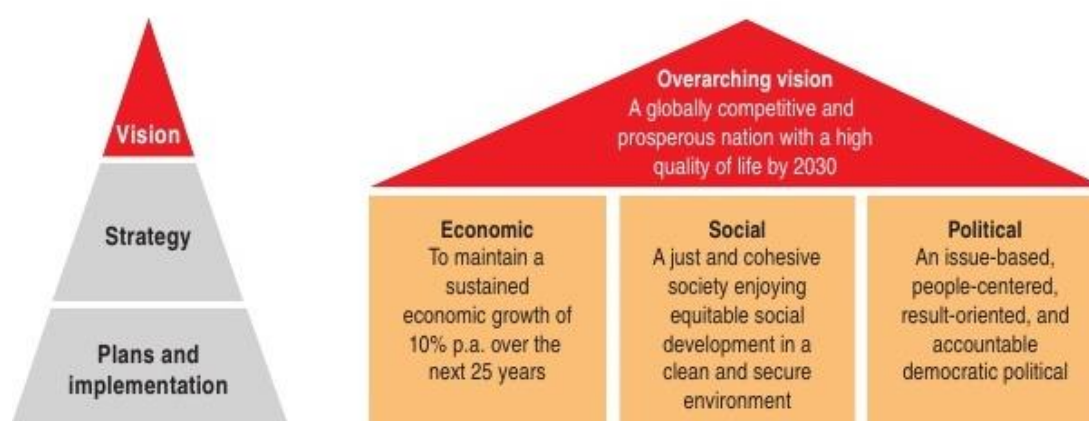 Vision
Strategy
Plans and
implementation
Overarching vision
A globally competitive and
prosperous nation with a high
quality of life by 2030
Economic
To maintain a
sustained
economic growth of
10% p.a. over the
next 25 years
Social
A just and cohesive
society enjoying
equitable social
development in a
clean and secure
environment
Political
An issue-based,
people-centered,
result-oriented, and
accountable
democratic political